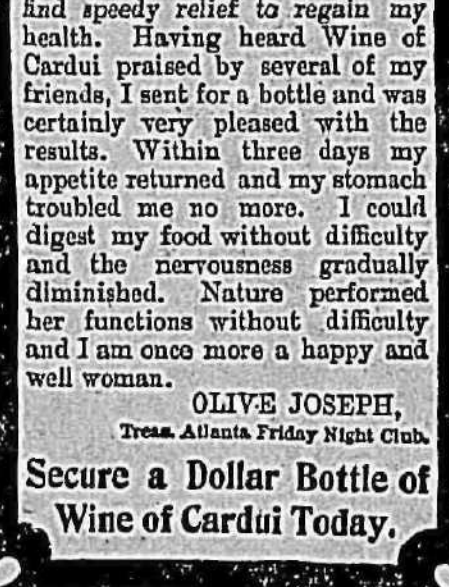 find speedy relief to regain my
health. Having heard Wine of
Cardui praised by several of my
friends, I sent for a bottle and was
certainly very pleased with the
results. Within three days my
appetite returned and my stomach
troubled me no more. I could
digest my food without difficulty
and the nervousness gradually
diminished. Nature performed
her functions without difficulty
and I am once more a happy and
well woman.
OLIVE JOSEPH,
Treas. Atlanta Friday Night Club.
Secure a Dollar Bottle of
Wine of Cardui Today.